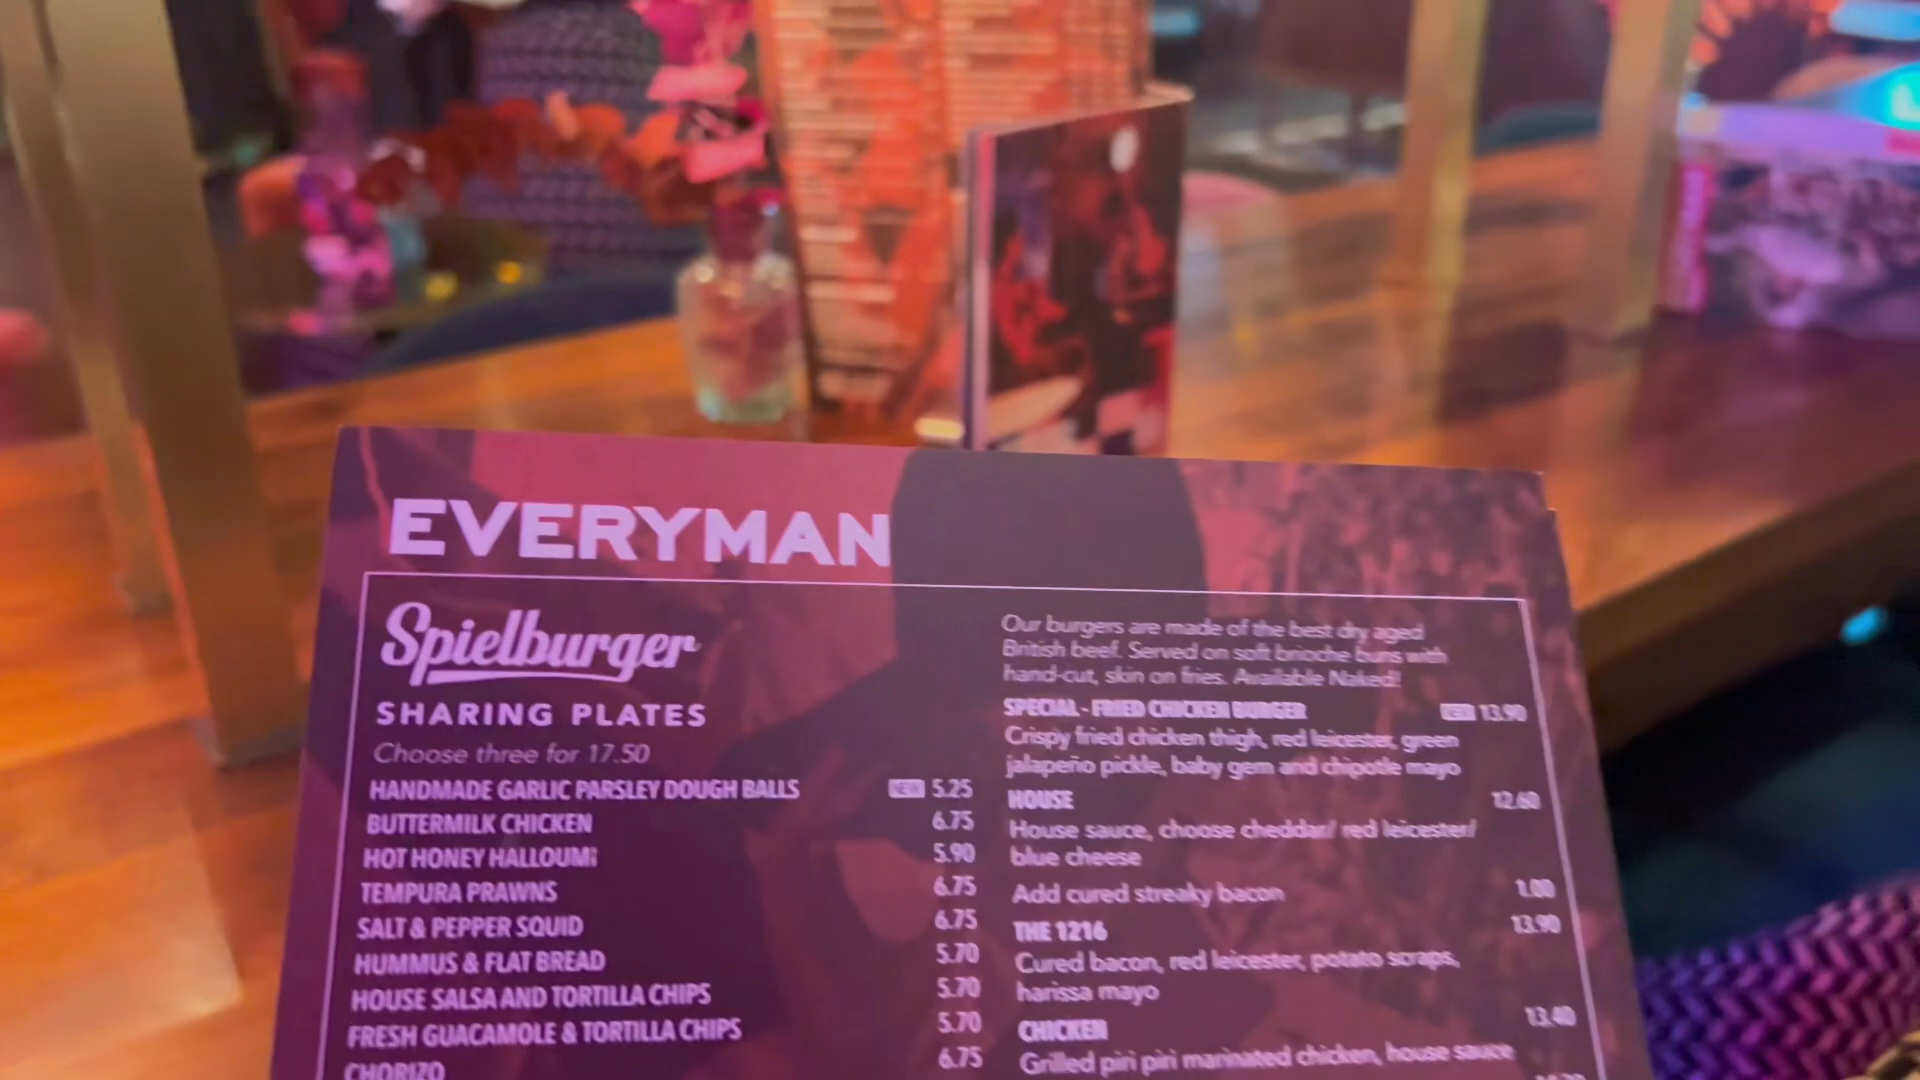 EVERYMAN
Spielburger
SHARING PLATES
Choose three for 17.50
HANDMADE GARLIC PARSLEY DOUGH BALLS NEW 5.25
BUTTERMILK CHICKEN 6.75
HOT HONEY HALLOUMI 5.90
TEMPURA PRAWNS 6.75
SALT & PEPPER SQUID 6.75
HUMMUS & FLAT BREAD 5.70
HOUSE SALSA AND TORTILLA CHIPS 5.70
FRESH GUACAMOLE & TORTILLA CHIPS 5.70
CHORIZO 6.75
Our burgers are made of the best dry aged
British beef. Served on soft brioche buns with
hand-cut, skin on fries. Available Naked!
SPECIAL - FRIED CHICKEN BURGER NEW 13.90
Crispy fried chicken thigh, red leicester, green
jalapeño pickle, baby gem and chipotle mayo
HOUSE 12.60
House sauce, choose cheddar/ red leicester/
blue cheese
Add cured streaky bacon 1.00
THE 1216 13.90
Cured bacon, red leicester, potato scraps,
harissa mayo
CHICKEN 13.40
Grilled piri piri marinated chicken, house sauce